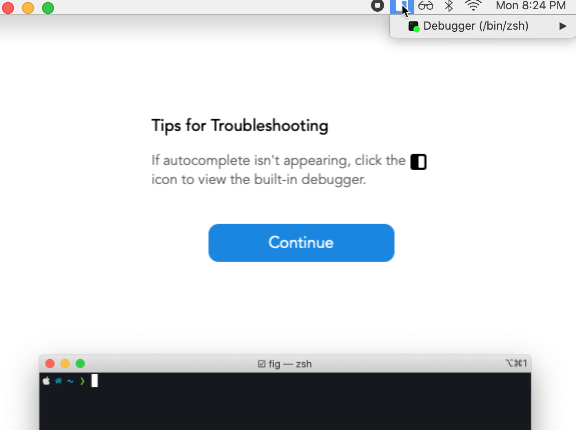 Mon 8:24 PM
Debugger (/bin/zsh)
Tips for Troubleshooting
If autocomplete isn't appearing, click the
icon to view the built-in debugger.
Continue
fig — zsh
⌥⌘1
~ ❯